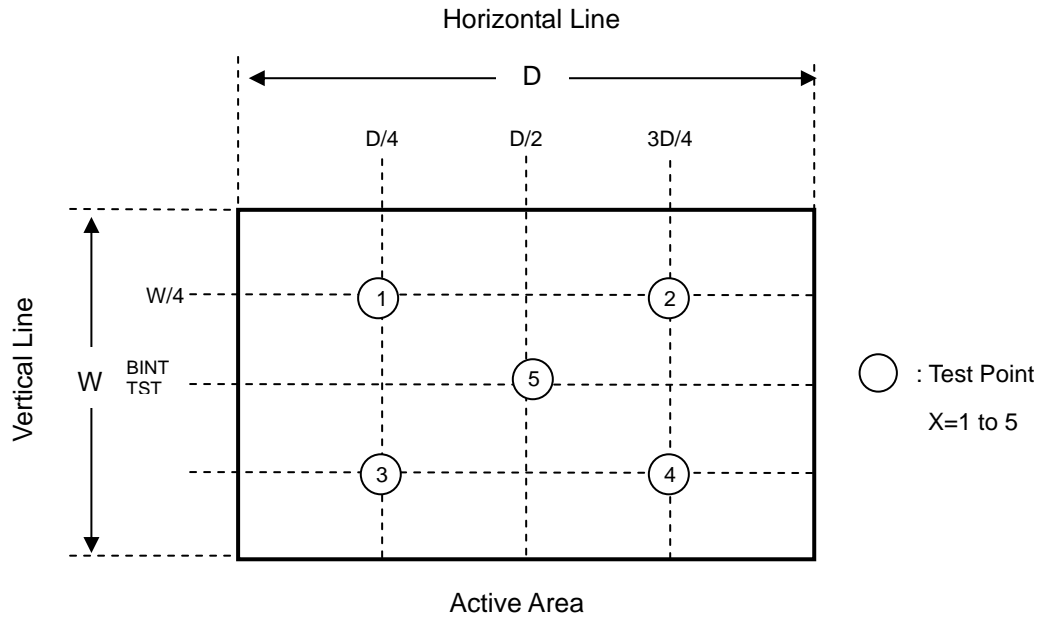 Horizontal Line
D
D/4 D/2 3D/4
W/4
1 2
Vertical Line
W
BINT
TST
5
: Test Point
X=1 to 5
3 4
Active Area